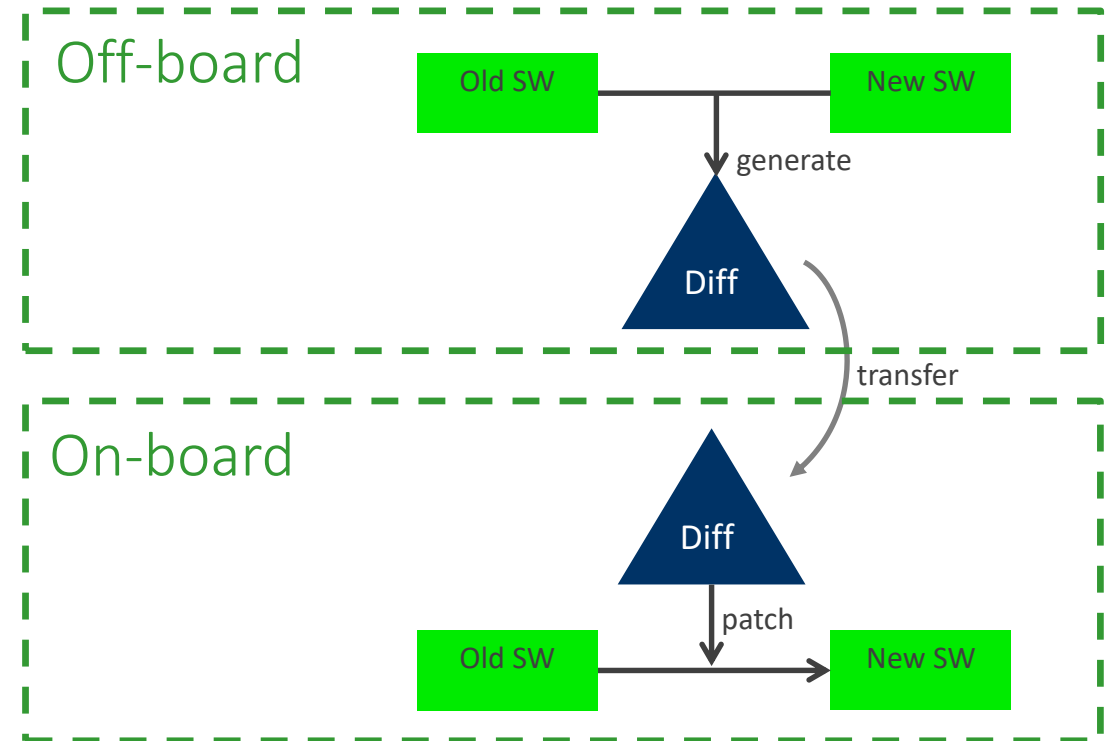 Off-board
Old SW
New SW
generate
Diff
transfer
On-board
Diff
patch
Old SW
New SW